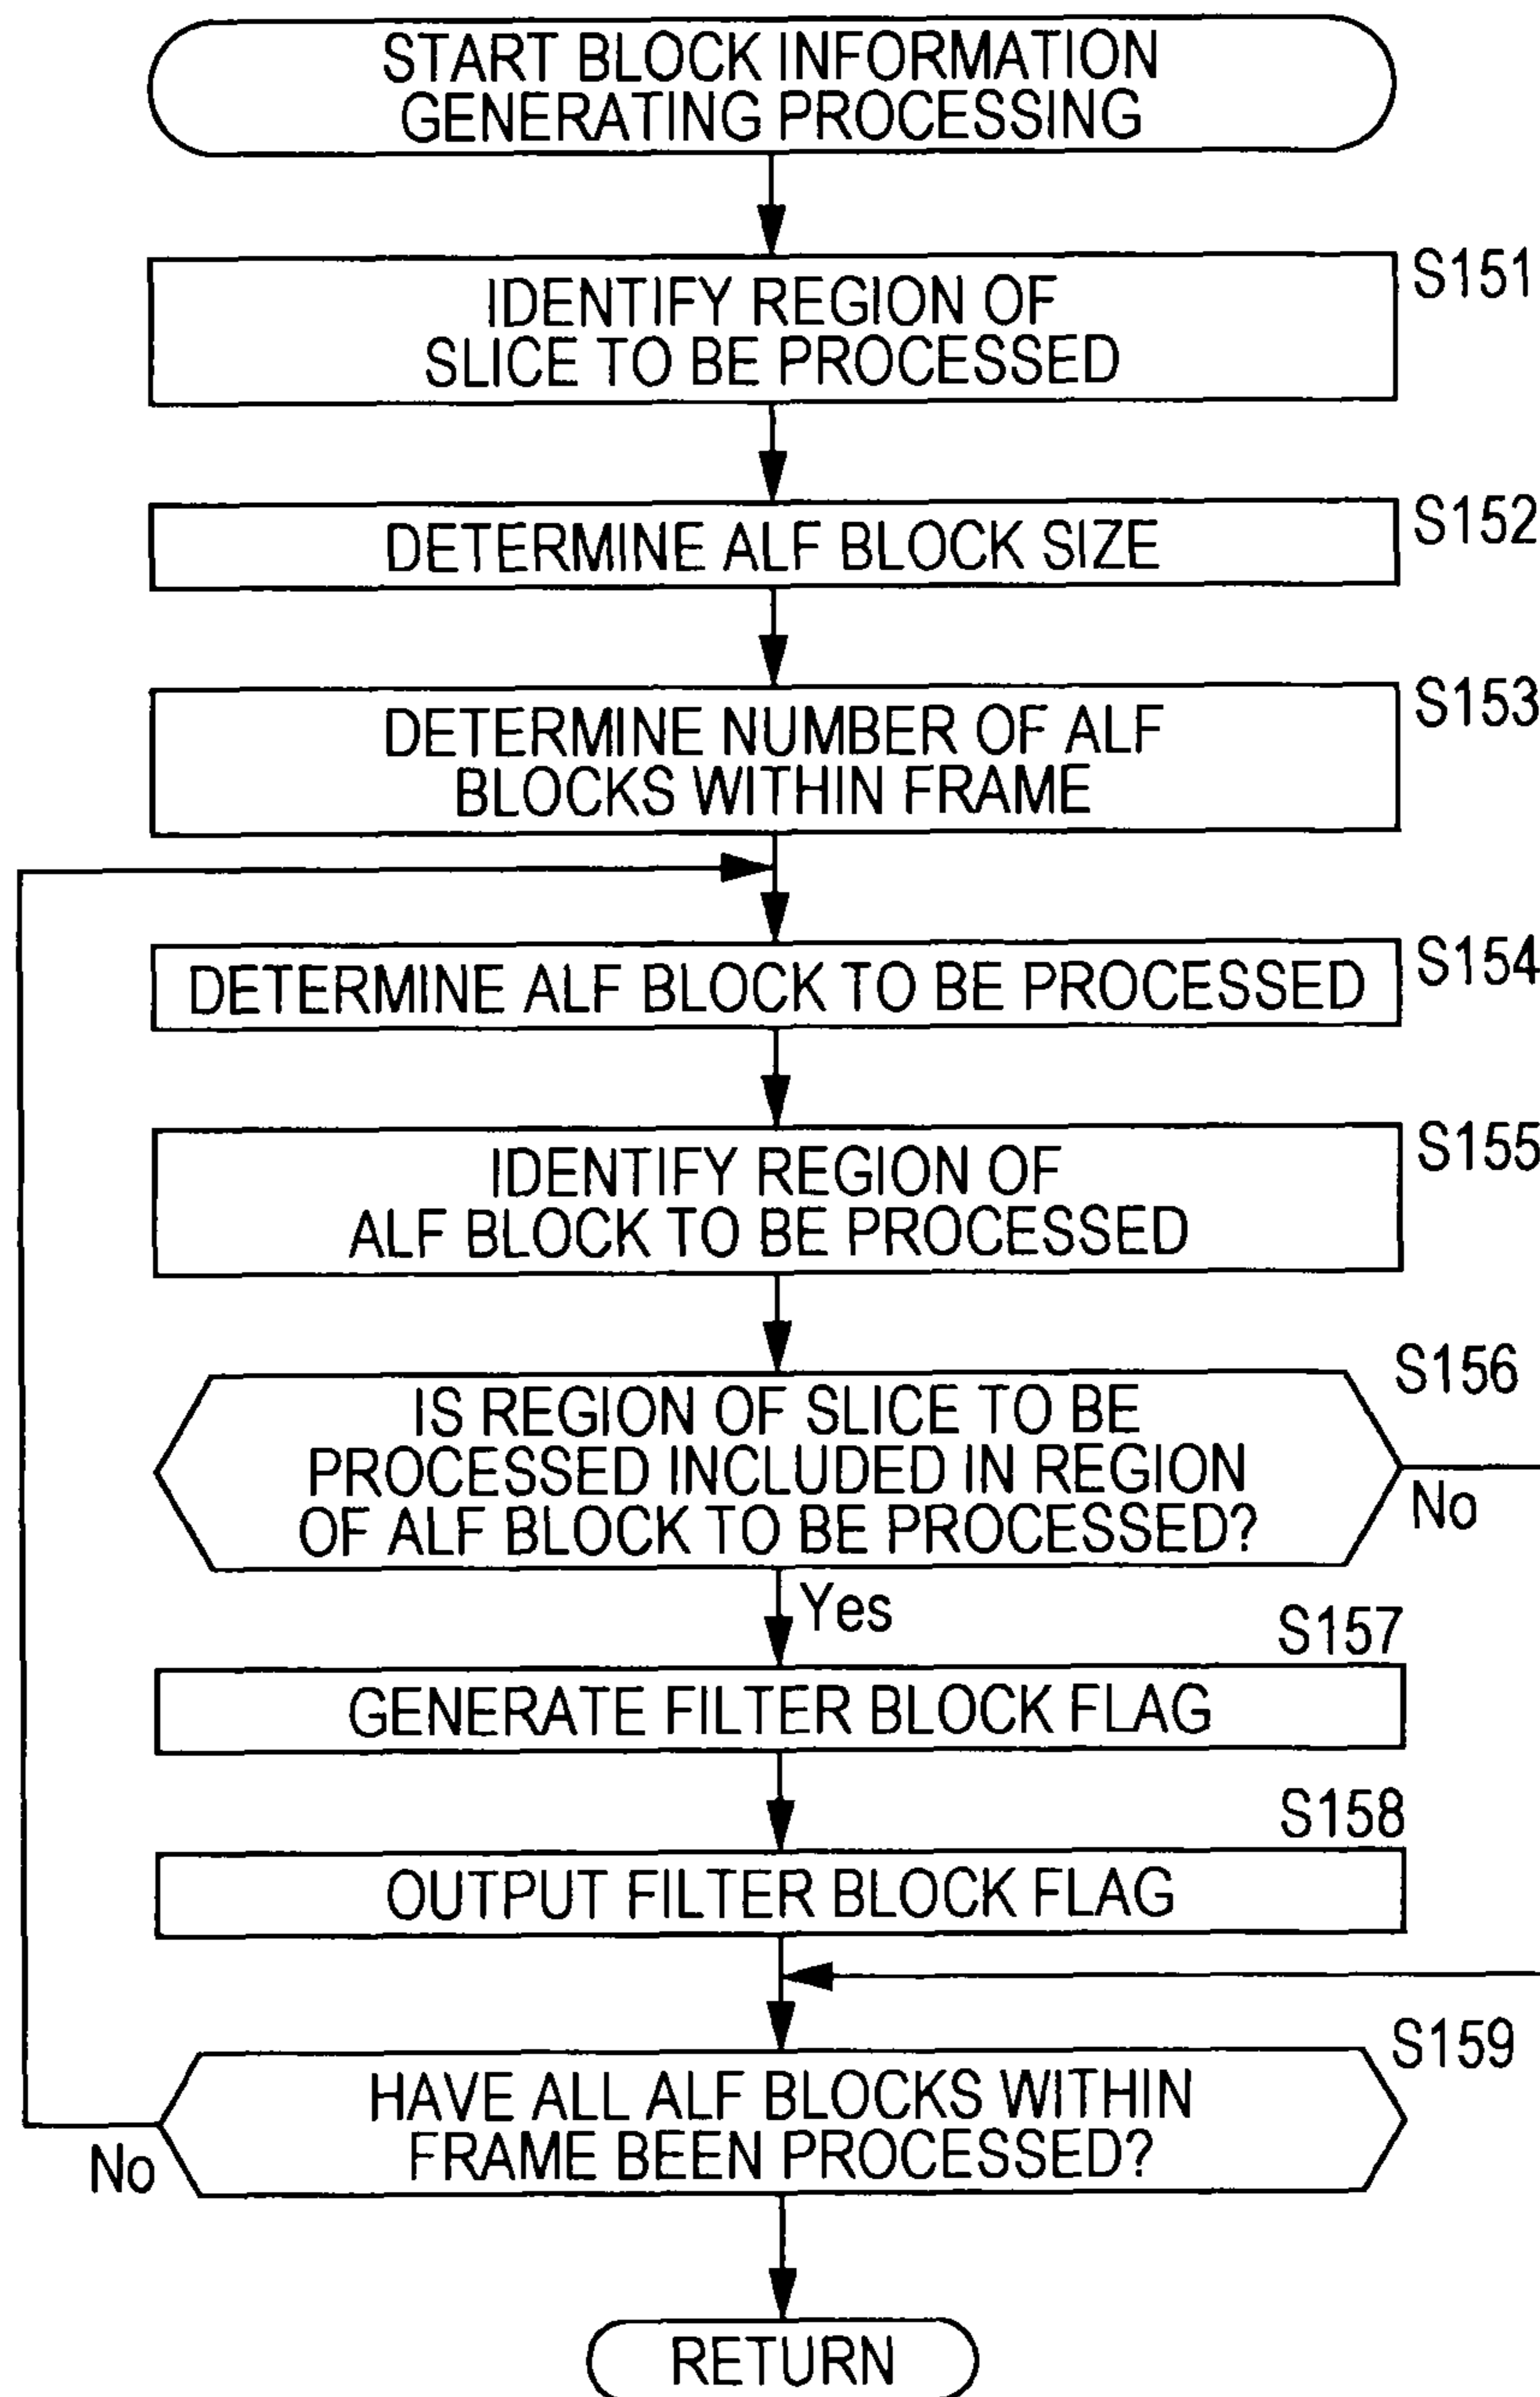 START BLOCK INFORMATION
GENERATING PROCESSING
S151
IDENTIFY REGION OF
SLICE TO BE PROCESSED
S152
DETERMINE ALF BLOCK SIZE
S153
DETERMINE NUMBER OF ALF
BLOCKS WITHIN FRAME
S154
DETERMINE ALF BLOCK TO BE PROCESSED
S155
IDENTIFY REGION OF
ALF BLOCK TO BE PROCESSED
S156
IS REGION OF SLICE TO BE
PROCESSED INCLUDED IN REGION
OF ALF BLOCK TO BE PROCESSED?
No
Yes
S157
GENERATE FILTER BLOCK FLAG
S158
OUTPUT FILTER BLOCK FLAG
S159
HAVE ALL ALF BLOCKS WITHIN
FRAME BEEN PROCESSED?
No
RETURN